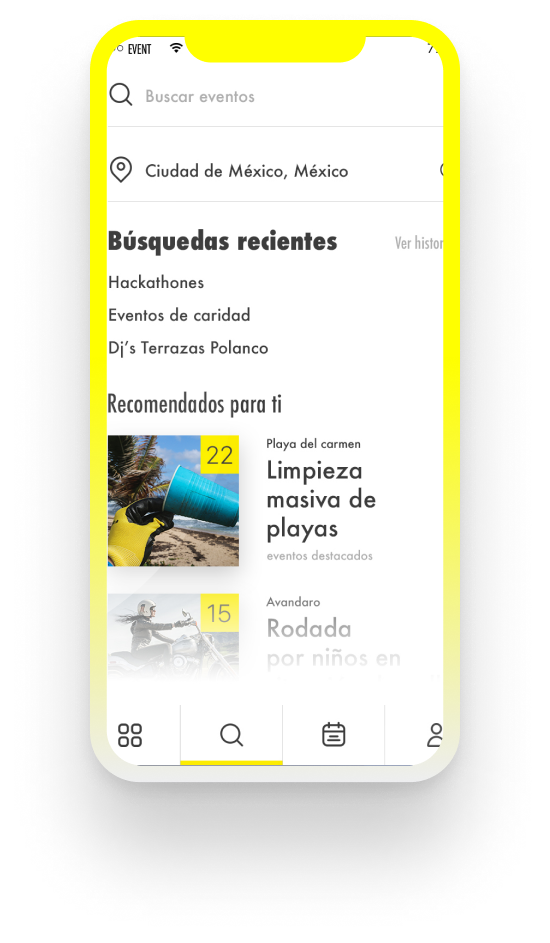 EVENT
Buscar eventos
Ciudad de México, México
Búsquedas recientes
Ver histor
Hackathones
Eventos de caridad
Dj's Terrazas Polanco
Recomendados para ti
22
Playa del carmen
Limpieza
masiva de
playas
eventos destacados
15
Avandaro
Rodada
por niños en